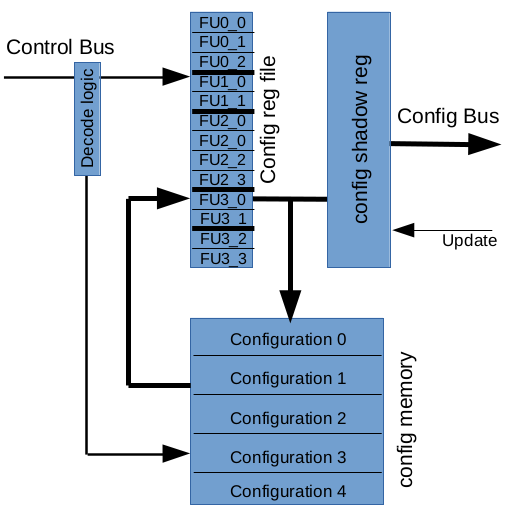 Control Bus
Decode logic
FU0_0
FU0_1
FU0_2
FU1_0
FU1_1
FU2_0
FU2_0
FU2_2
FU2_3
FU3_0
FU3_1
FU3_2
FU3_3
Config reg file
config shadow reg
Config Bus
Update
Configuration 0
Configuration 1
Configuration 2
Configuration 3
Configuration 4
config memory